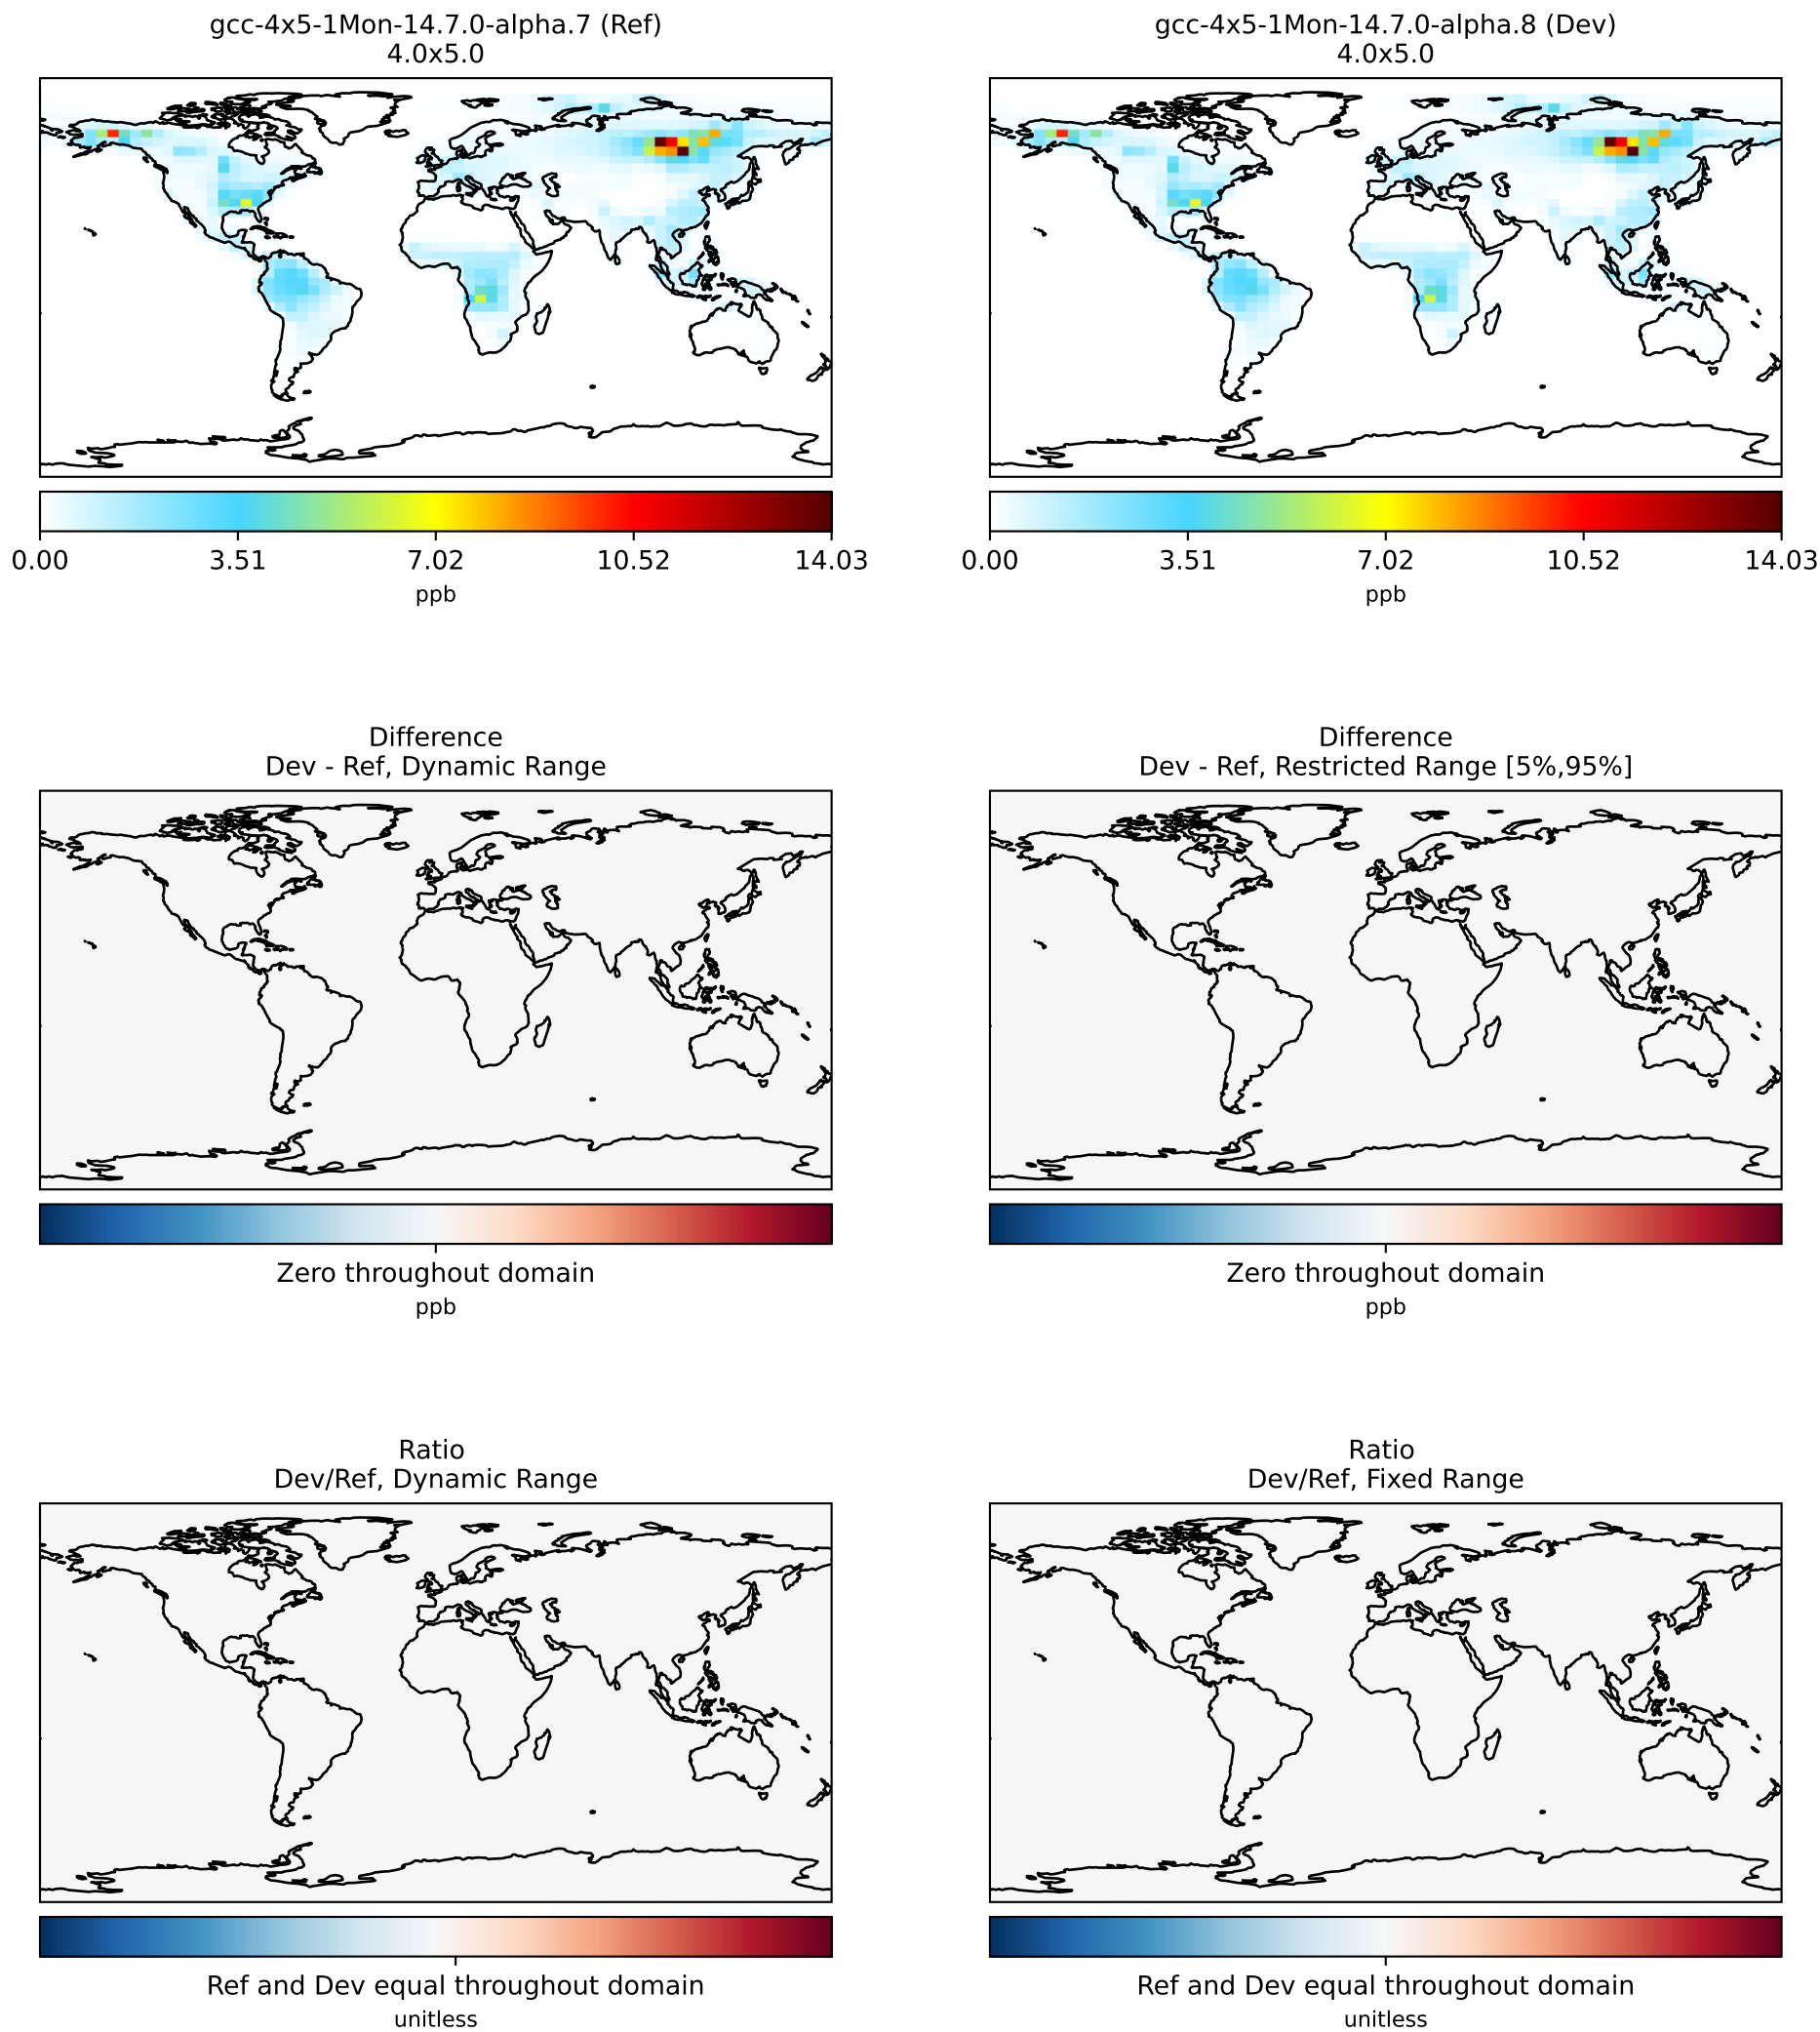 gcc-4x5-1Mon-14.7.0-alpha.7 (Ref)
4.0x5.0
0.00 3.51 7.02 10.52 14.03
ppb
gcc-4x5-1Mon-14.7.0-alpha.8 (Dev)
4.0x5.0
0.00 3.51 7.02 10.52 14.03
ppb
Difference
Dev - Ref, Dynamic Range
Zero throughout domain
ppb
Difference
Dev - Ref, Restricted Range [5%,95%]
Zero throughout domain
ppb
Ratio
Dev/Ref, Dynamic Range
Ref and Dev equal throughout domain
unitless
Ratio
Dev/Ref, Fixed Range
Ref and Dev equal throughout domain
unitless